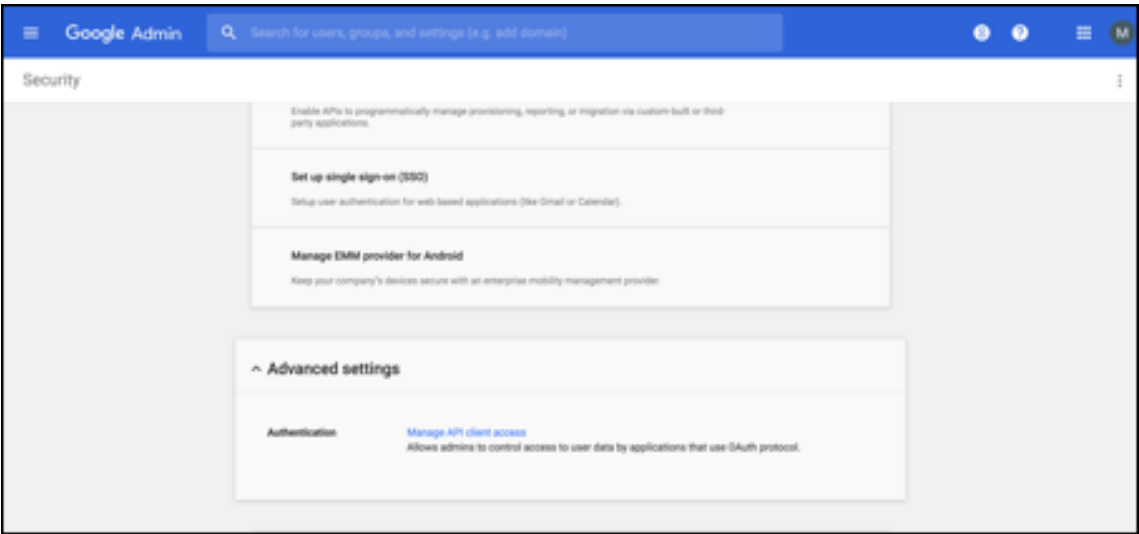 Google Admin
Search for users, groups, and settings (e.g. add domain)
M
Security
Enable APIs to programmatically manage provisioning, reporting, or migration via custom-built or third-
party applications.
Set up single sign-on (SSO)
Setup user authentication for web based applications (like Gmail or Calendar).
Manage EMM provider for Android
Keep your company's devices secure with an enterprise mobility management provider.
Advanced settings
Authentication
Manage API client access
Allows admins to control access to user data by applications that use OAuth protocol.